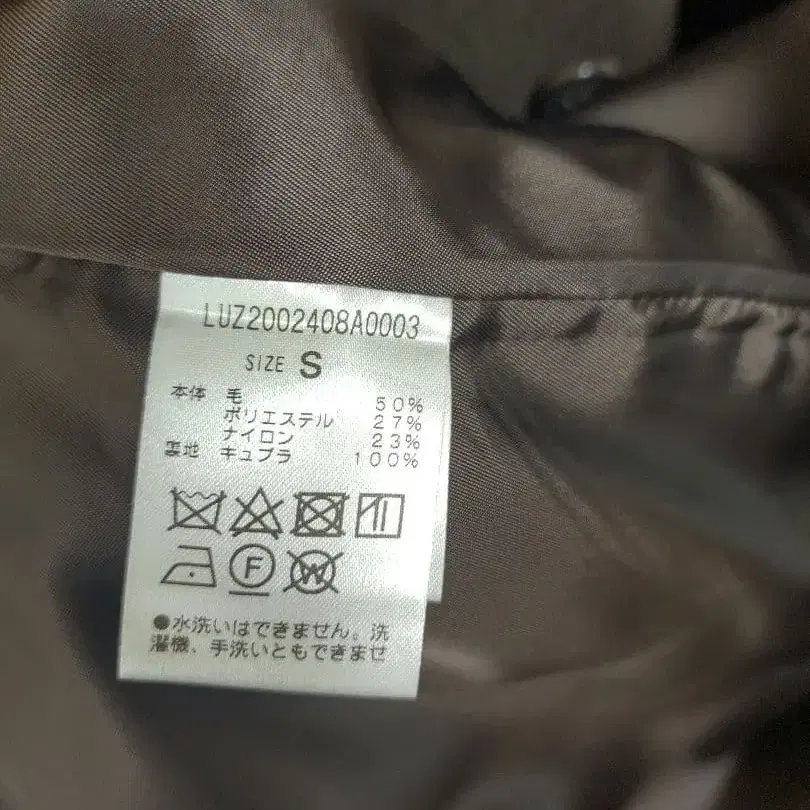 LUZ2002408A0003
SIZE S
本体 毛 50%
ポリエステル 27%
ナイロン 23%
裏地 キュプラ 100%
F W
●水洗いはできません。洗
濯機、手洗いともできませ